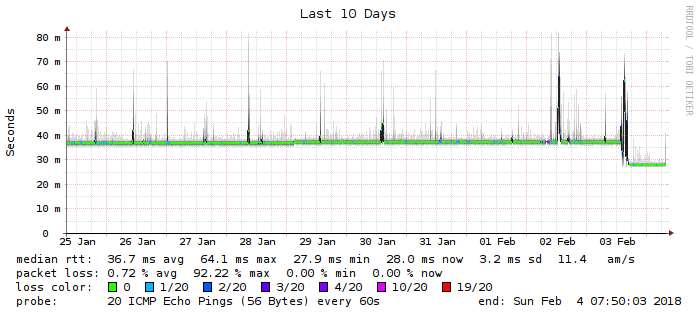 Last 10 Days
RRDTOOL / TOBI OETIKER
Seconds
80 m
70 m
60 m
50 m
40 m
30 m
20 m
10 m
0
25 Jan 26 Jan 27 Jan 28 Jan 29 Jan 30 Jan 31 Jan 01 Feb 02 Feb 03 Feb
median rtt: 36.7 ms avg 64.1 ms max 27.9 ms min 28.0 ms now 3.2 ms sd 11.4 am/s
packet loss: 0.72 % avg 92.22 % max 0.00 % min 0.00 % now
loss color: 0 1/20 2/20 3/20 4/20 10/20 19/20
probe: 20 ICMP Echo Pings (56 Bytes) every 60s end: Sun Feb 4 07:50:03 2018